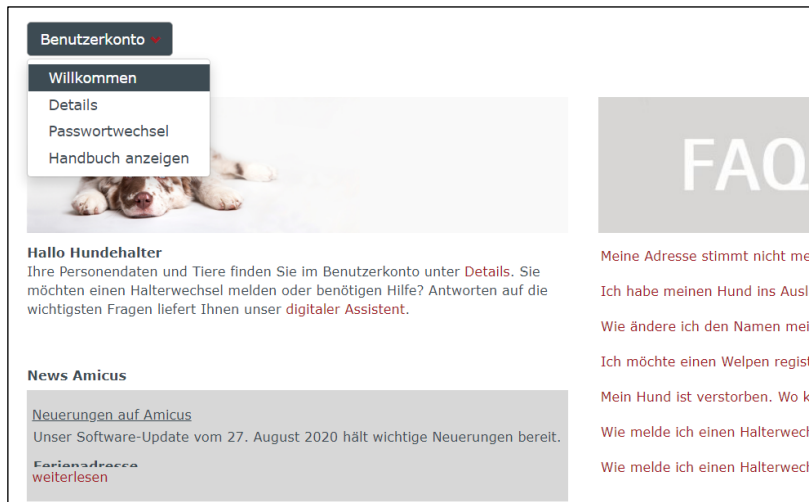 Benutzerkonto
Willkommen
Details
Passwortwechsel
Handbuch anzeigen
FAQ
Hallo Hundehalter
Ihre Personendaten und Tiere finden Sie im Benutzerkonto unter Details. Sie
möchten einen Halterwechsel melden oder benötigen Hilfe? Antworten auf die
wichtigsten Fragen liefert Ihnen unser digitaler Assistent.
News Amicus
Neuerungen auf Amicus
Unser Software-Update vom 27. August 2020 hält wichtige Neuerungen bereit.
Ferienadresse
weiterlesen
Meine Adresse stimmt nicht
Ich habe meinen Hund ins
Wie ändere ich den Namen
Ich möchte einen Welpen
Mein Hund ist verstorben. Wo
Wie melde ich einen
Wie melde ich einen